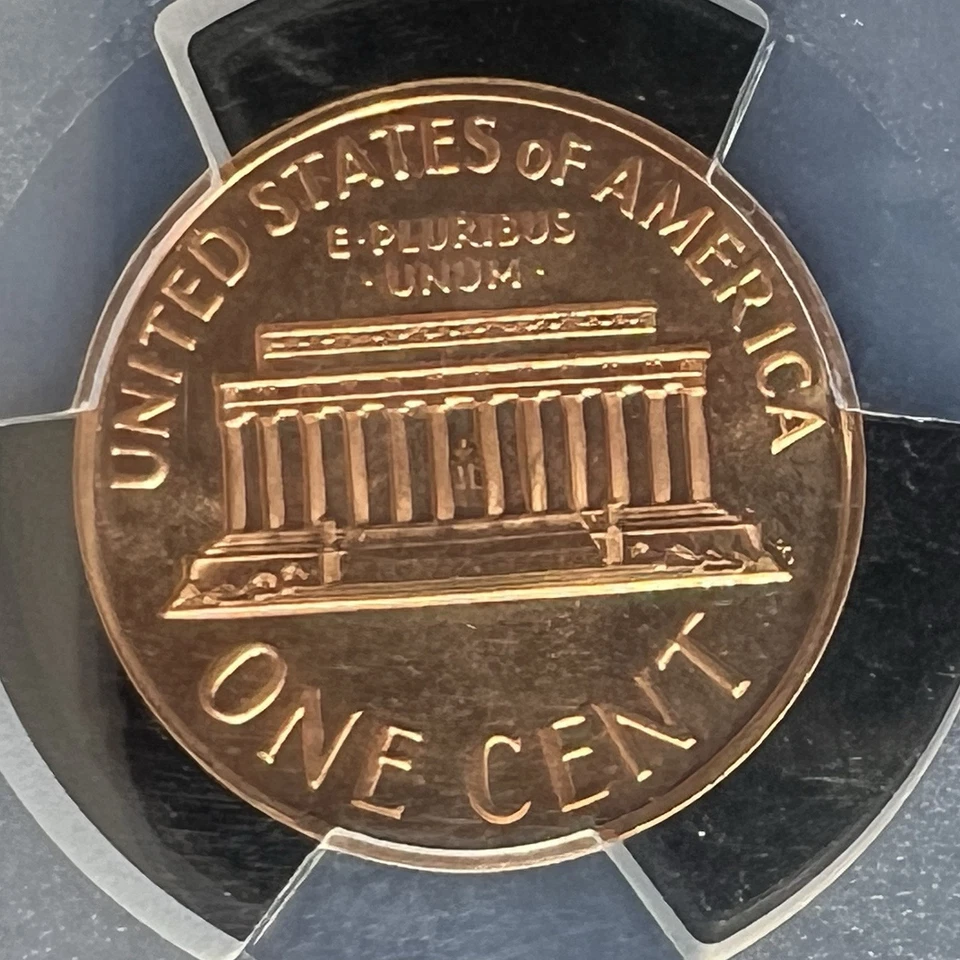 UNITED STATES OF AMERICA
E·PLURIBUS
·UNUM·
ONE CENT